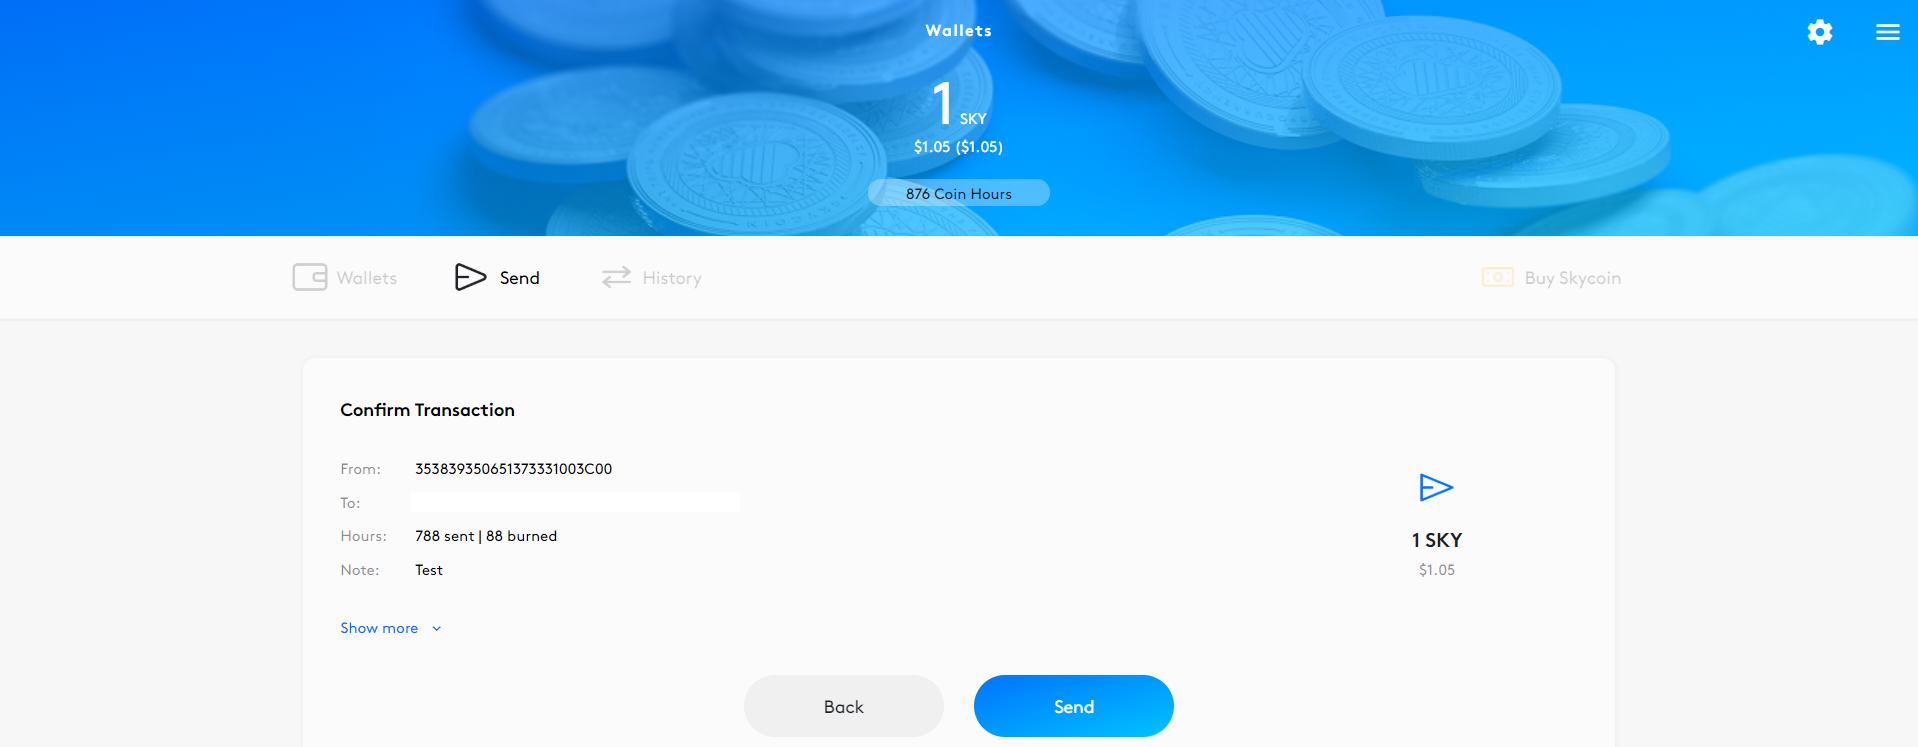 Wallets
1 SKY
$1.05 ($1.05)
876 Coin Hours
Wallets Send History Buy Skycoin
Confirm Transaction
From: 353839350651373331003C00
To:
Hours: 788 sent | 88 burned
Note: Test
1 SKY
$1.05
Show more
Back Send